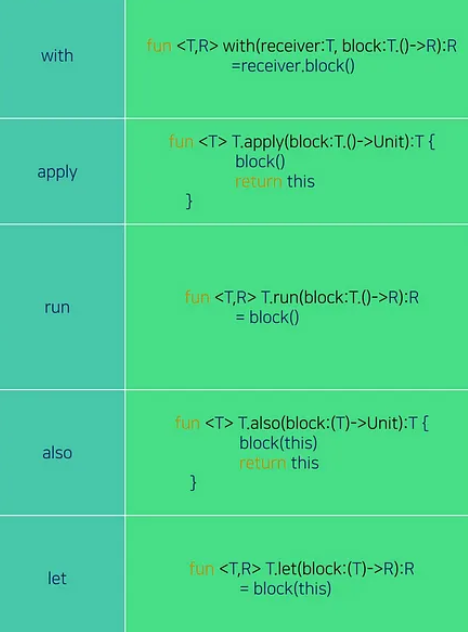 with
fun <T,R> with(receiver:T, block:T.()->R):R
=receiver.block()
apply
fun <T> T.apply(block:T.()->Unit):T {
block()
return this
}
run
fun <T,R> T.run(block:T.()->R):R
= block()
also
fun <T> T.also(block:(T)->Unit):T {
block(this)
return this
}
let
fun <T,R> T.let(block:(T)->R):R
= block(this)